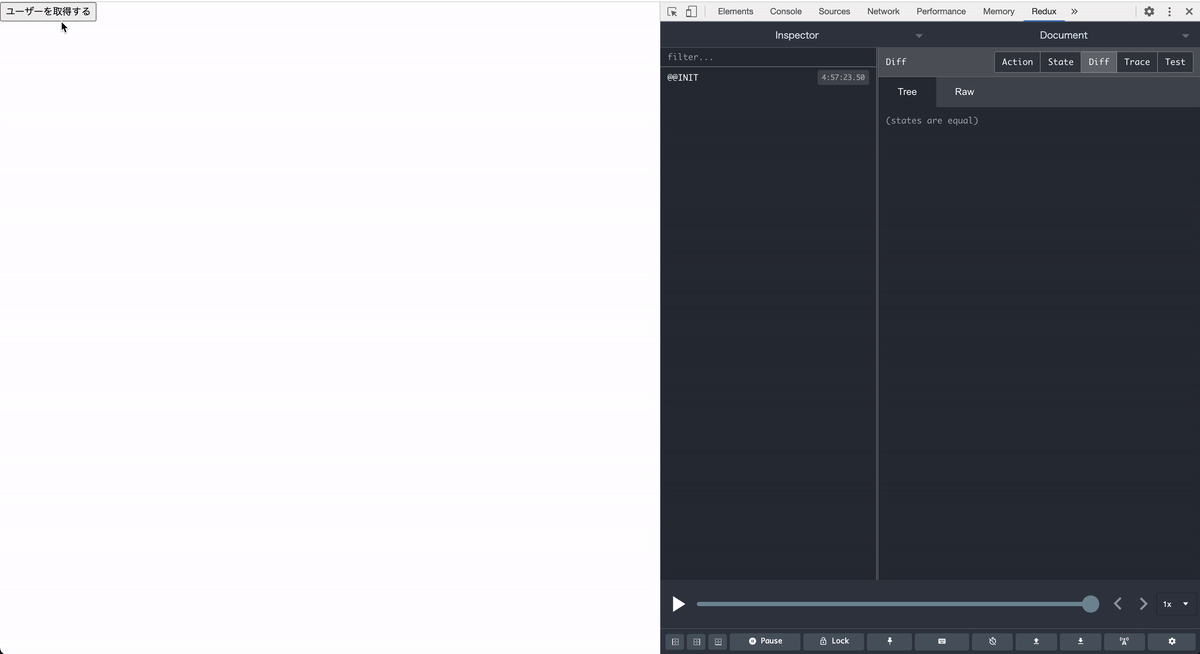 ユーザーを取得する
Elements Console Sources Network Performance Memory Redux
Inspector
Document
filter...
@@INIT 4:57:23.50
Diff
Action State Diff Trace Test
Tree Raw
(states are equal)
1x
Pause Lock